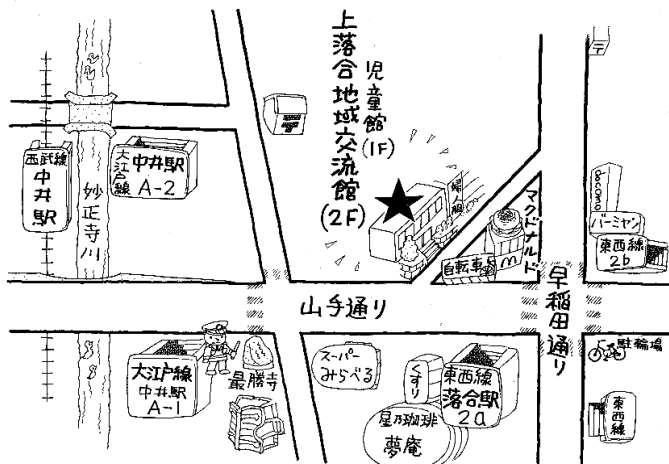 上落合地域交流館
(2F)
児童館
(1F)
婦人服
マクドナルド
自転車
m
docomo
バーミヤン
東西線
2b
西武線
中井駅
妙正寺川
大江戸線
中井駅
A-2
山手通り
早稲田通り
駐輪場
大江戸線
中井駅
A-1
最勝寺
スーパー
みらべる
くすり
東西線
落合駅
2a
星乃珈琲
夢庵
東西線
〒